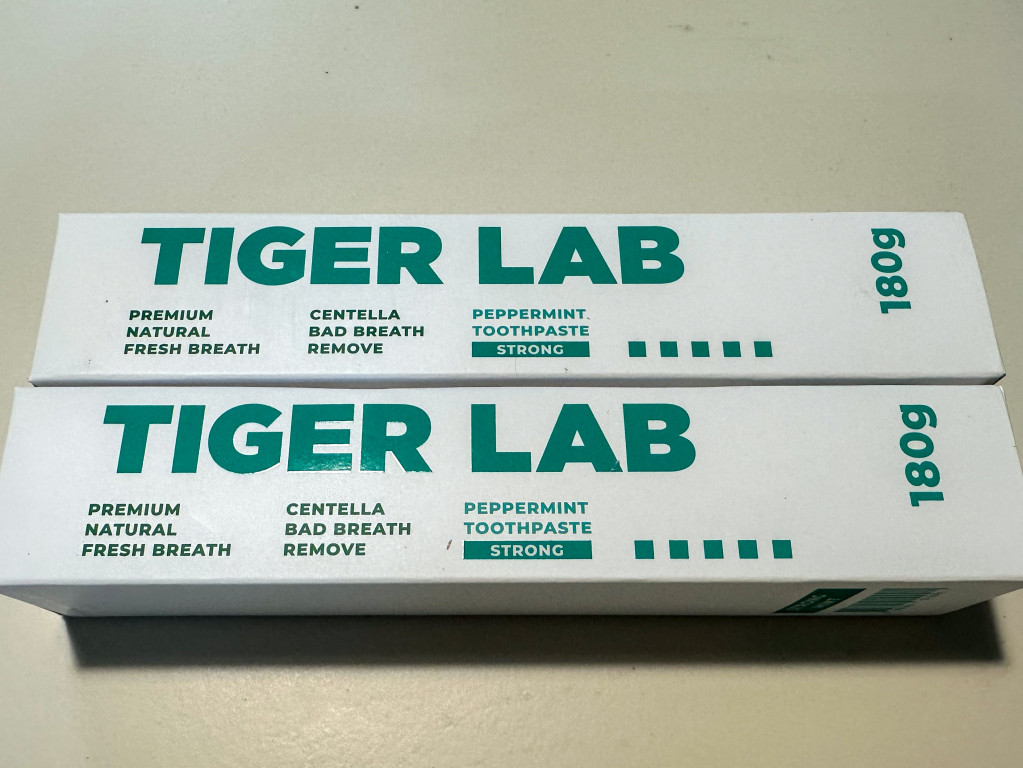 TIGER LAB
PREMIUM
NATURAL
FRESH BREATH
CENTELLA
BAD BREATH
REMOVE
PEPPERMINT
TOOTHPASTE
STRONG
180g
TIGER LAB
PREMIUM
NATURAL
FRESH BREATH
CENTELLA
BAD BREATH
REMOVE
PEPPERMINT
TOOTHPASTE
STRONG
180g